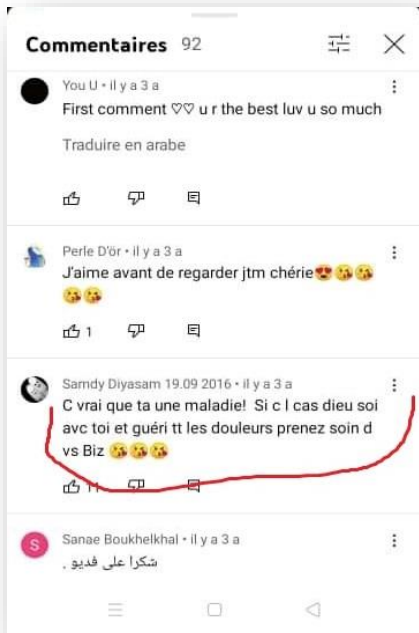 Commentaires 92
You U • il y a 3 a
First comment ♡♡ u r the best luv u so much
Traduire en arabe
Perle D'ör • il y a 3 a
J'aime avant de regarder jtm chérie😍😘😘
😘😘
1
Samdy Diyasam 19.09 2016 • il y a 3 a
C vrai que ta une maladie! Si c l cas dieu soi
avc toi et guéri tt les douleurs prenez soin d
vs Biz 😘😘😘
11
S
Sanae Boukhelkhal • il y a 3 a
شكرا على فديو .